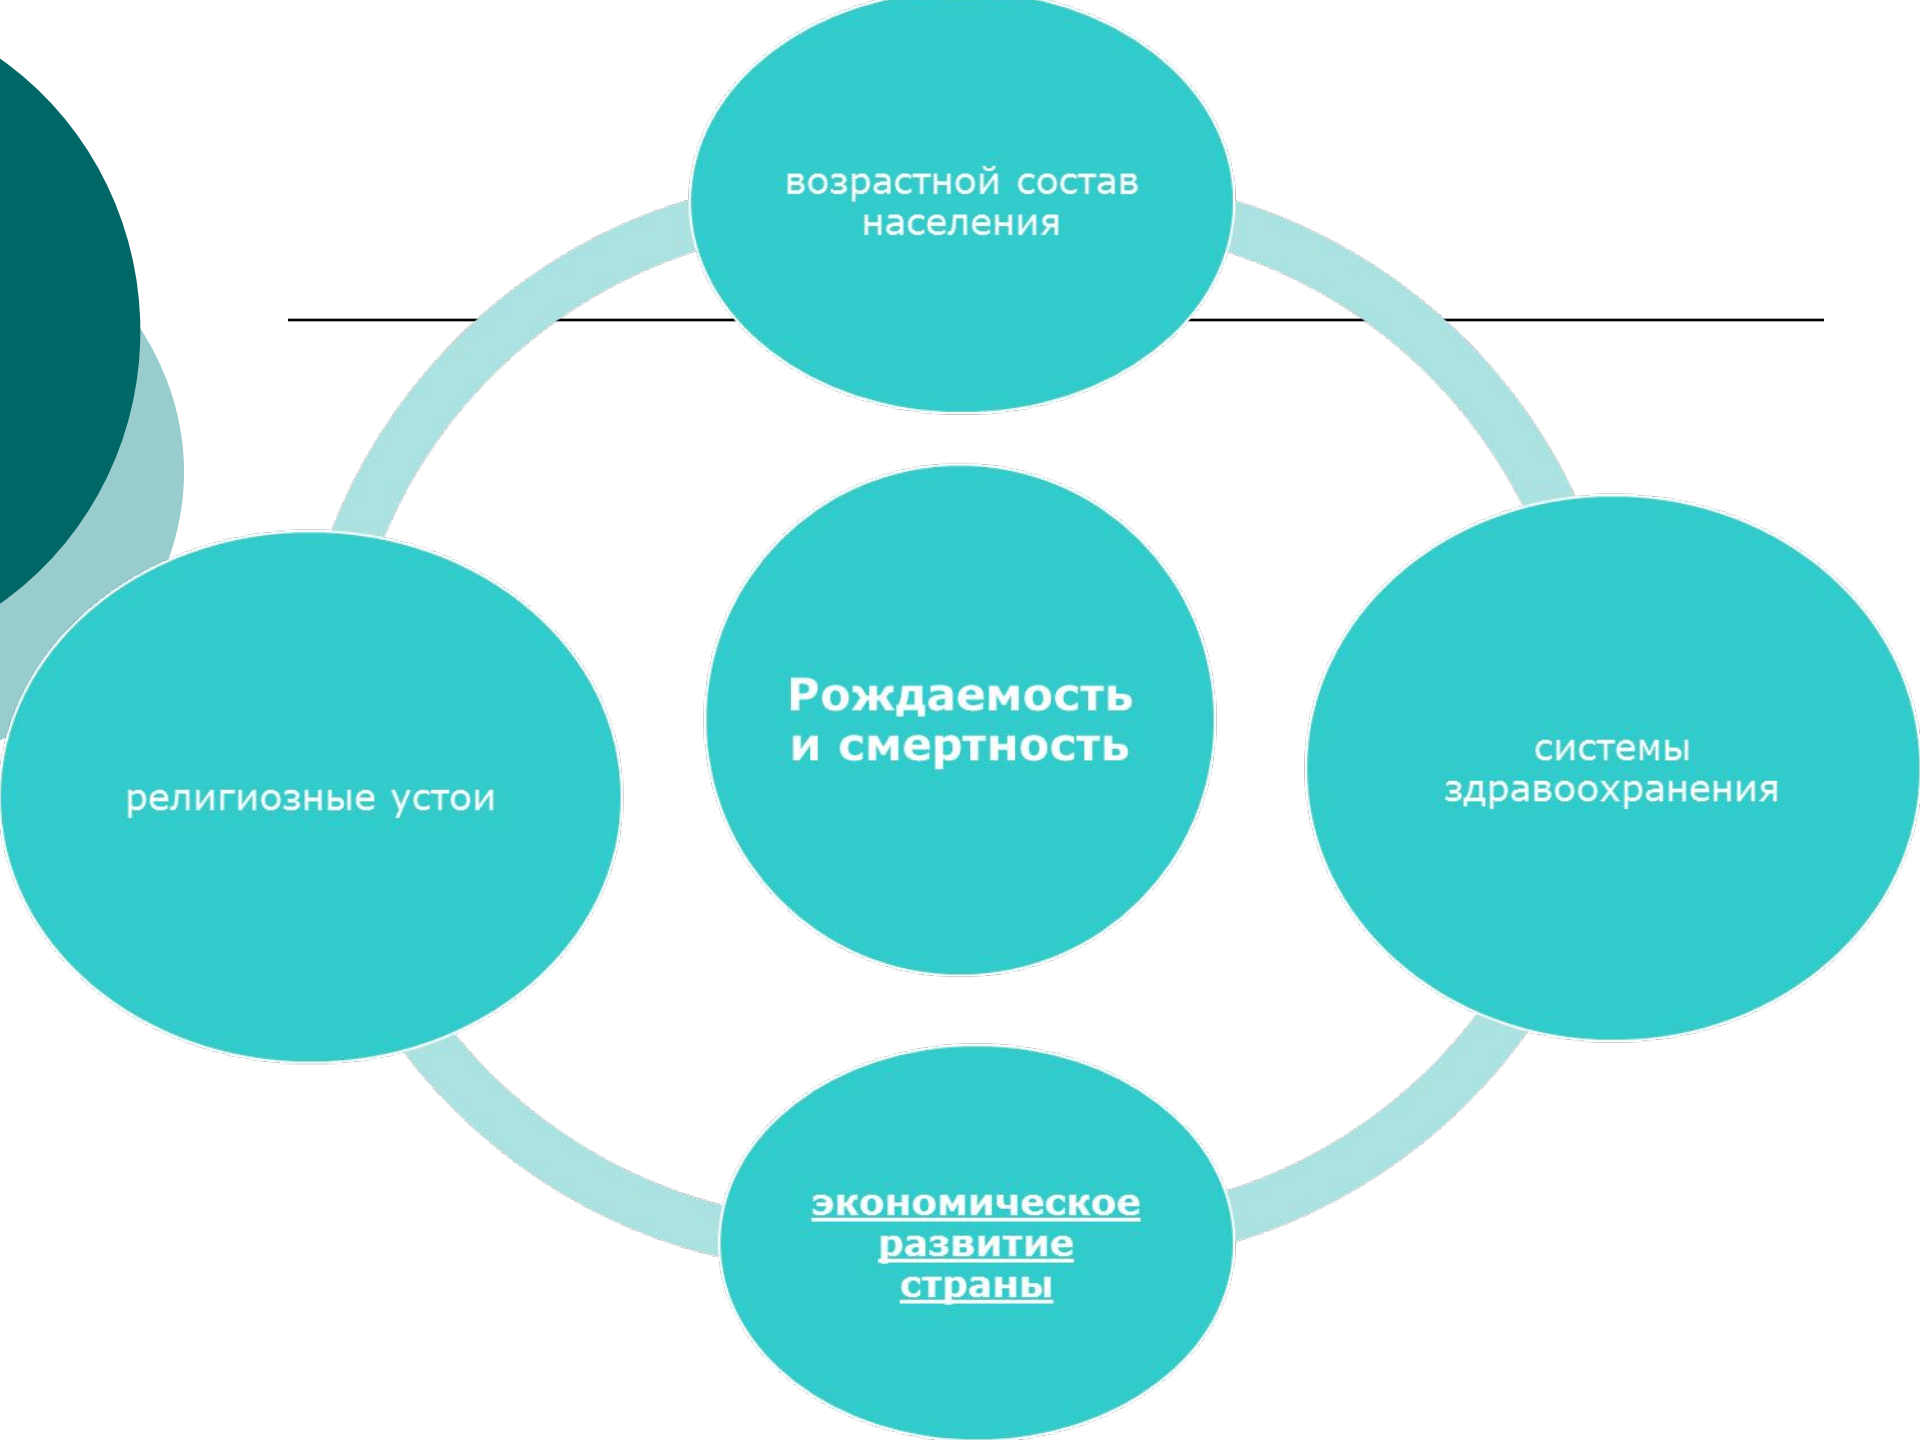 возрастной состав
населения
Рождаемость
и смертность
системы
здравоохранения
религиозные устои
экономическое
развитие
страны